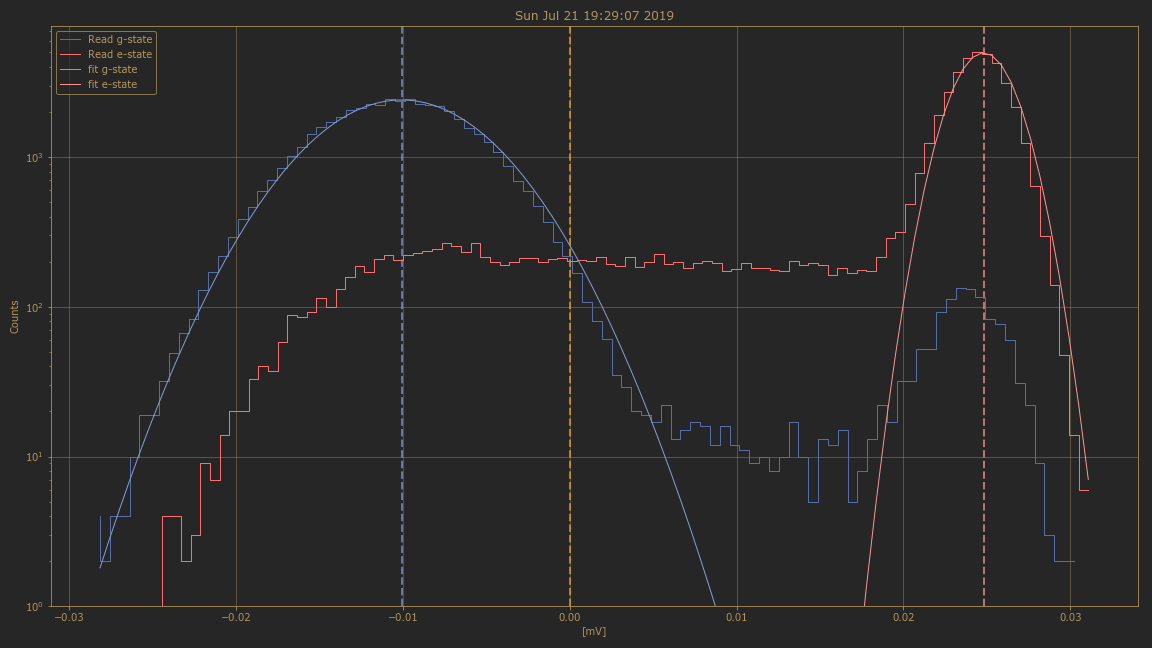 Sun Jul 21 19:29:07 2019
Read g-state
Read e-state
fit g-state
fit e-state
Counts
10³
10²
10¹
10⁰
−0.03 −0.02 −0.01 0.00 0.01 0.02 0.03
[mV]